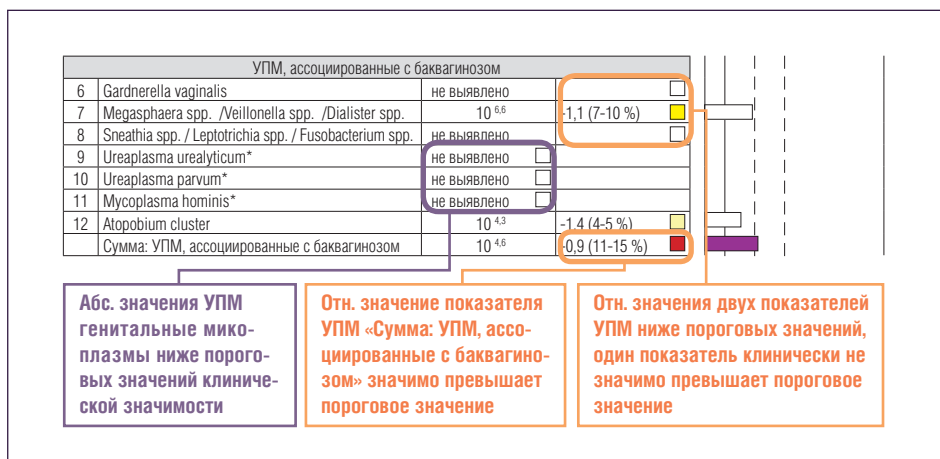 УПМ, ассоциированные с баквагинозом
6 Gardnerella vaginalis не выявлено
7 Megasphaera spp. /Veillonella spp. /Dialister spp. 10 6,6 -1,1 (7-10 %)
8 Sneathia spp. / Leptotrichia spp. / Fusobacterium spp. не выявлено
9 Ureaplasma urealyticum* не выявлено
10 Ureaplasma parvum* не выявлено
11 Mycoplasma hominis* не выявлено
12 Atopobium cluster 10 4,3 -1,4 (4-5 %)
Сумма: УПМ, ассоциированные с баквагинозом 10 4,6 -0,9 (11-15 %)
Абс. значения УПМ
генитальные мико-
плазмы ниже порого-
вых значений клиниче-
ской значимости
Отн. значение показателя
УПМ «Сумма: УПМ, ассо-
циированные с баквагино-
зом» значимо превышает
пороговое значение
Отн. значения двух показателей
УПМ ниже пороговых значений,
один показатель клинически не
значимо превышает пороговое
значение